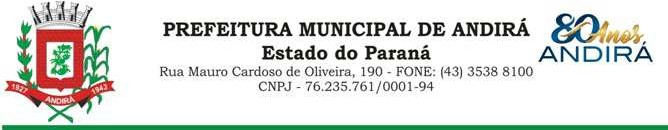 PREFEITURA MUNICIPAL DE ANDIRÁ
Estado do Paraná
Rua Mauro Cardoso de Oliveira, 190 - FONE: (43) 3538 8100
CNPJ - 76.235.761/0001-94
80 Anos
ANDIRÁ
1927 ANDIRÁ 1943